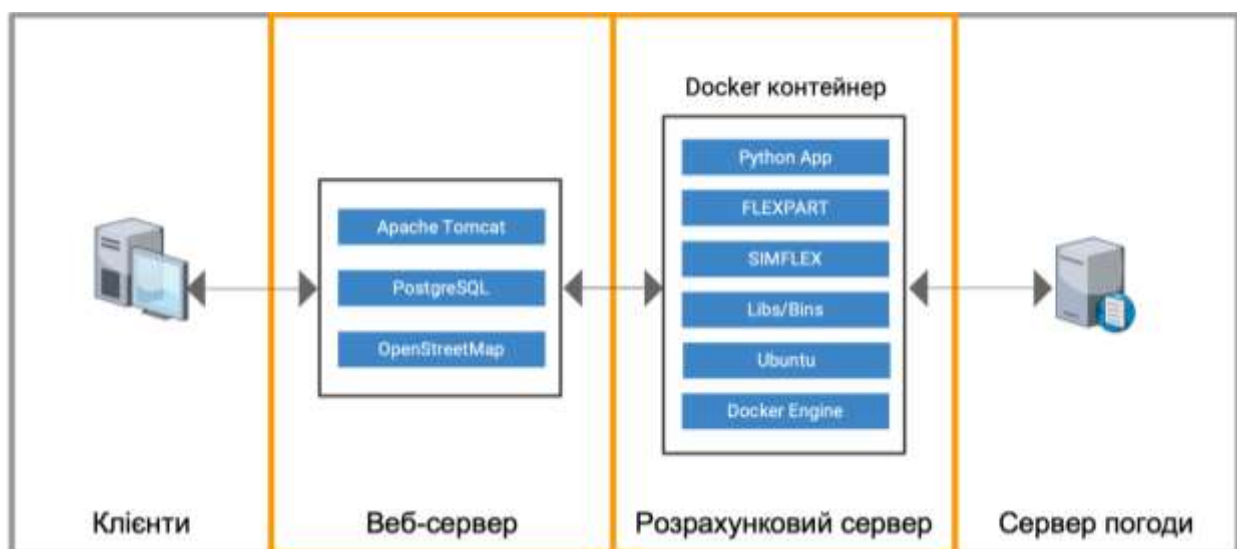 Docker контейнер
Apache Tomcat
PostgreSQL
OpenStreetMap
Python App
FLEXPART
SIMFLEX
Libs/Bins
Ubuntu
Docker Engine
Клієнти
Веб-сервер
Розрахунковий сервер
Сервер погоди